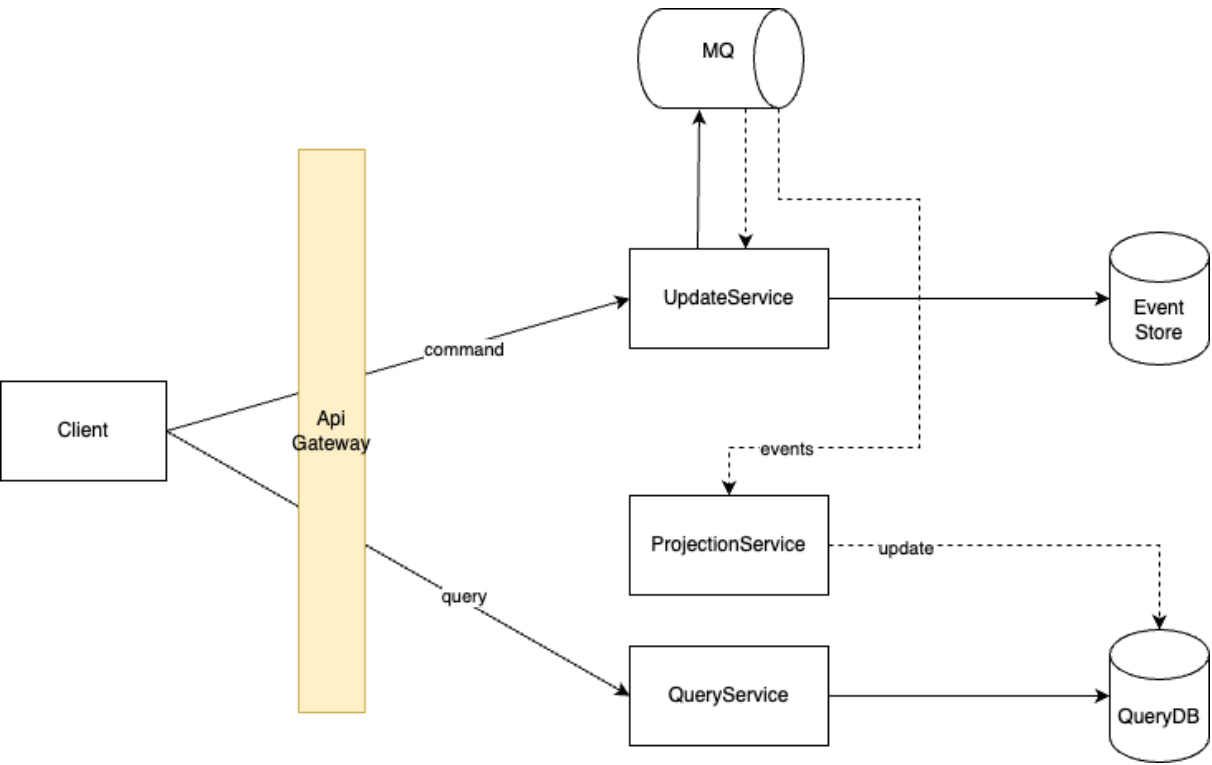 MQ
UpdateService
Event
Store
command
Client
Api
Gateway
events
ProjectionService
update
query
QueryService
QueryDB